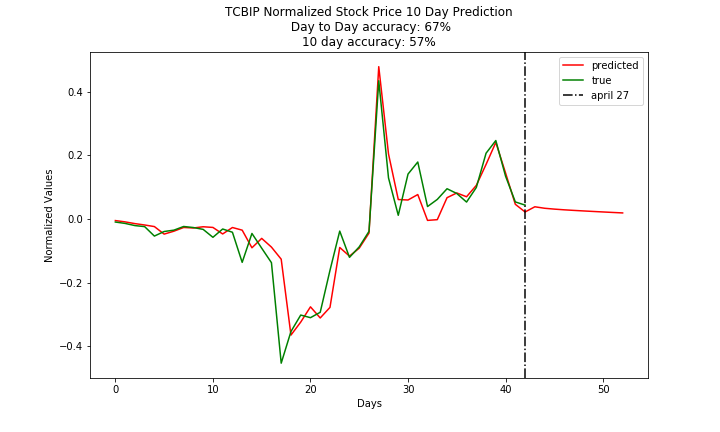 TCBIP Normalized Stock Price 10 Day Prediction
Day to Day accuracy: 67%
10 day accuracy: 57%
predicted
true
april 27
Normalized Values
0.4
0.2
0.0
−0.2
−0.4
0 10 20 30 40 50
Days